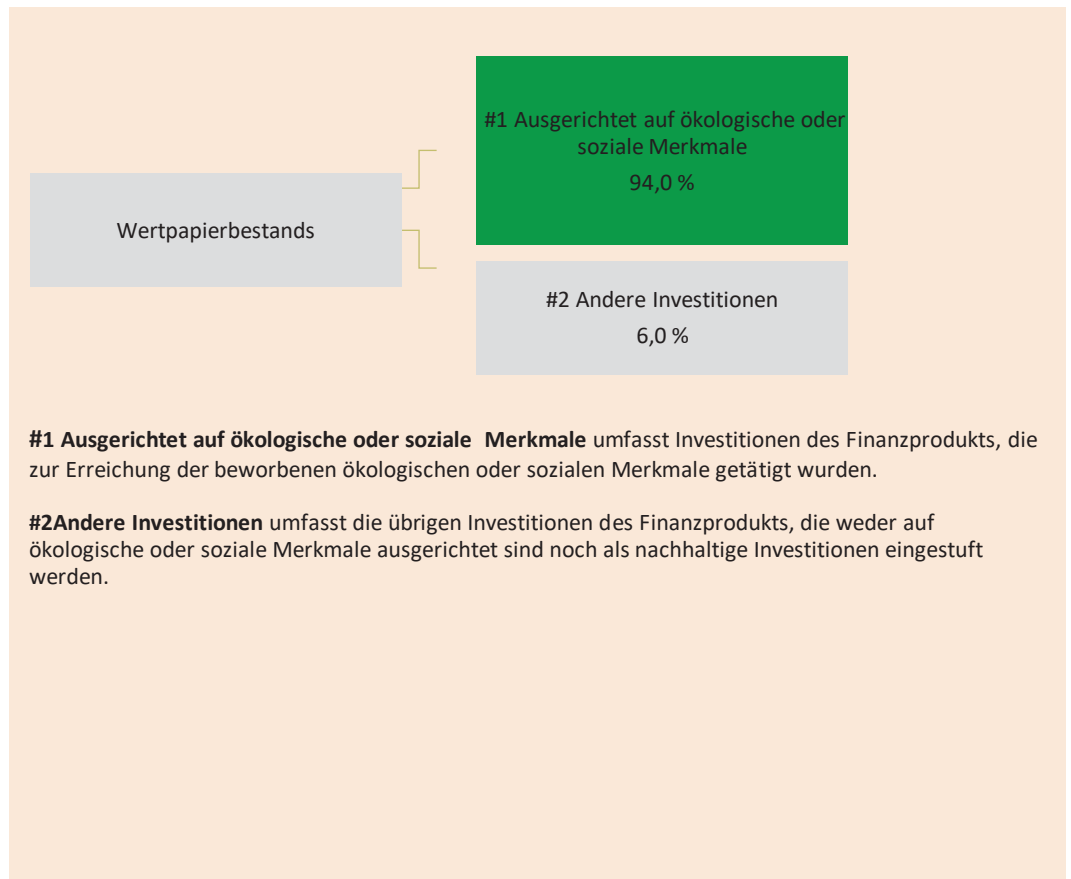 #1 Ausgerichtet auf ökologische oder
soziale Merkmale
94,0 %
Wertpapierbestands
#2 Andere Investitionen
6,0 %
#1 Ausgerichtet auf ökologische oder soziale Merkmale umfasst Investitionen des Finanzprodukts, die
zur Erreichung der beworbenen ökologischen oder sozialen Merkmale getätigt wurden.
#2Andere Investitionen umfasst die übrigen Investitionen des Finanzprodukts, die weder auf
ökologische oder soziale Merkmale ausgerichtet sind noch als nachhaltige Investitionen eingestuft
werden.